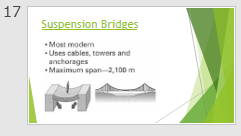 17
Suspension Bridges
• Most modern
• Uses cables, towers and
anchorages
• Maximum span—2,100 m